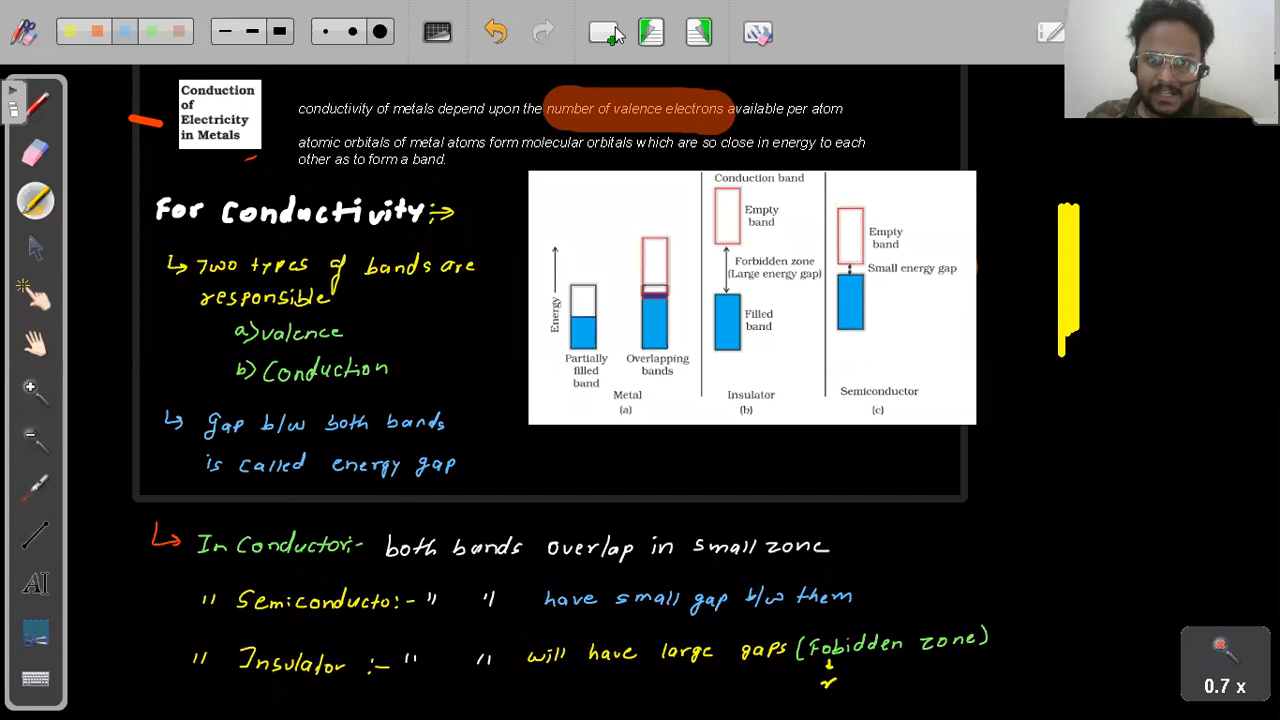 Conduction
of
Electricity
in Metals
conductivity of metals depend upon the number of valence electrons available per atom
atomic orbitals of metal atoms form molecular orbitals which are so close in energy to each
other as to form a band.
For Conductivity :->
↳ Two types of bands are
responsible
a) valence
b) Conduction
↳ Gap b/w both bands
is called energy gap
Conduction band
Empty
band
Forbidden zone
(Large energy gap)
Filled
band
Empty
band
Small energy gap
Energy
Partially
filled
band
Overlapping
bands
Metal
(a)
Insulator
(b)
Semiconductor
(c)
↳ In Conductor:- both bands overlap in small zone
" Semiconducto:- " " have small gap b/w them
" Insulator :- " " will have large gaps (Fobidden zone)
r
AI
0.7 x